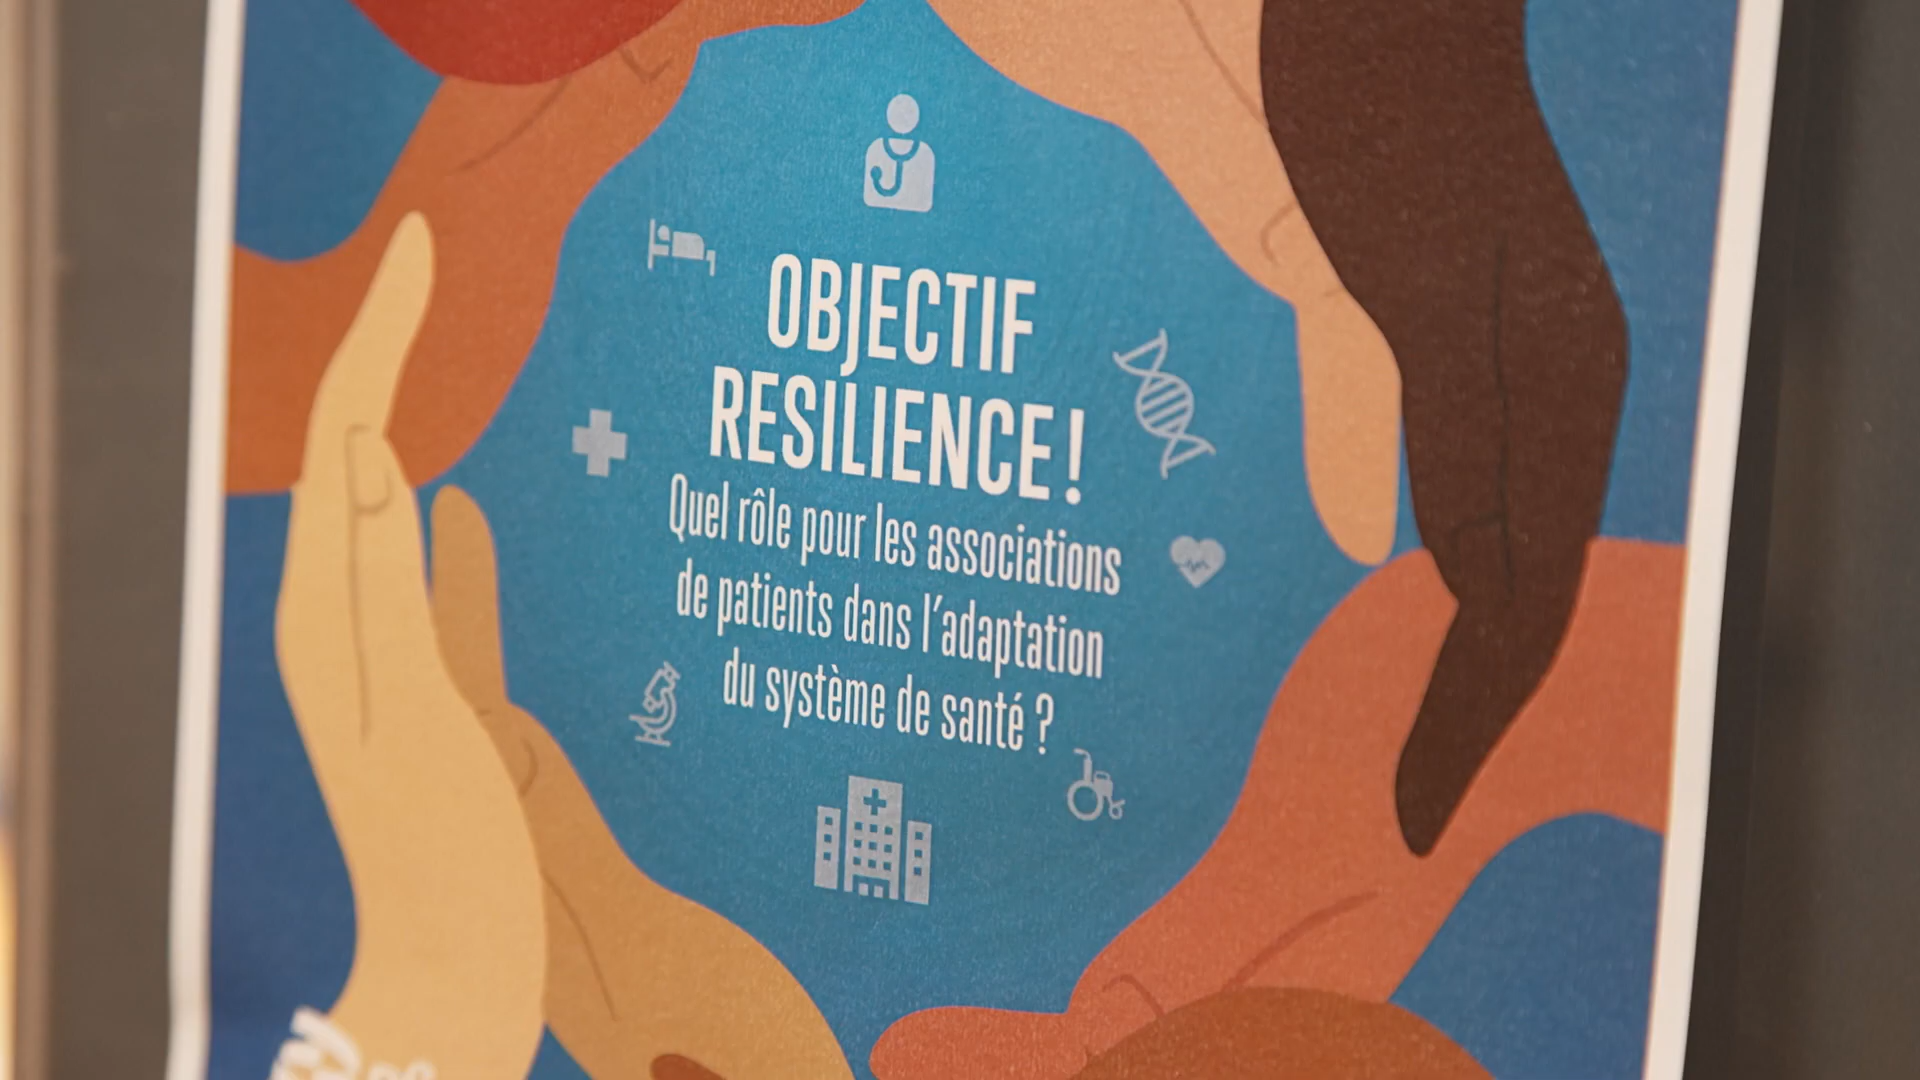 OBJECTIF
RESILIENCE !
Quel rôle pour les associations
de patients dans l'adaptation
du système de santé ?